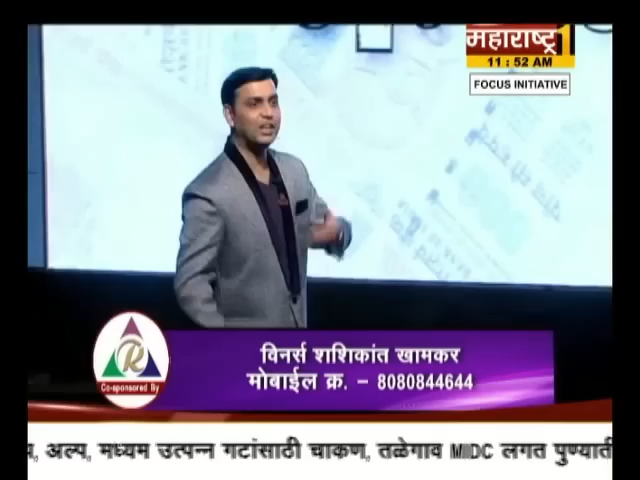 महाराष्ट्र 1
11 : 52 AM
FOCUS INITIATIVE
R
Co-sponsored By
विनर्स शशिकांत खामकर
मोबाईल क्र. – 8080844644
, अल्प, मध्यम उत्पन्न गटांसाठी चाकण, तळेगाव MIDC लगत पुण्याती